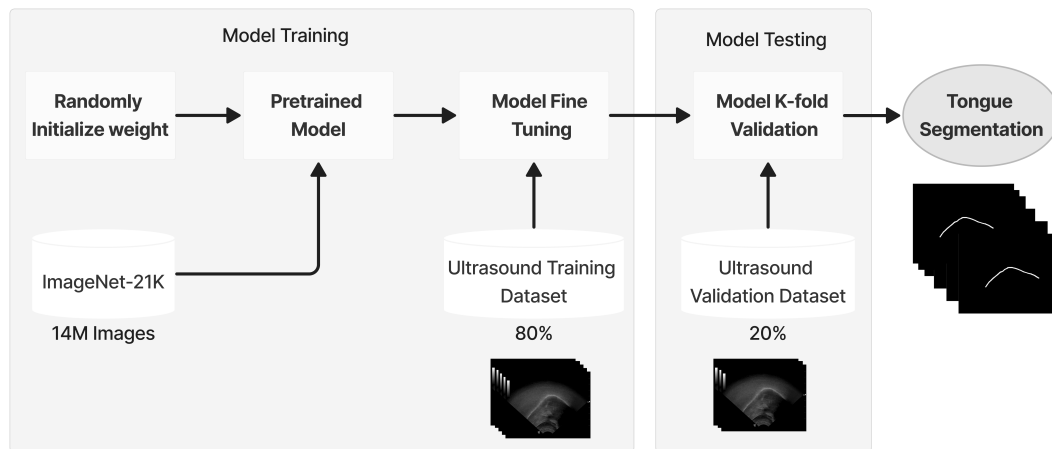 Model Training
Model Testing
Randomly
Initialize weight
Pretrained
Model
Model Fine
Tuning
Model K-fold
Validation
Tongue
Segmentation
ImageNet-21K
14M Images
Ultrasound Training
Dataset
80%
Ultrasound
Validation Dataset
20%